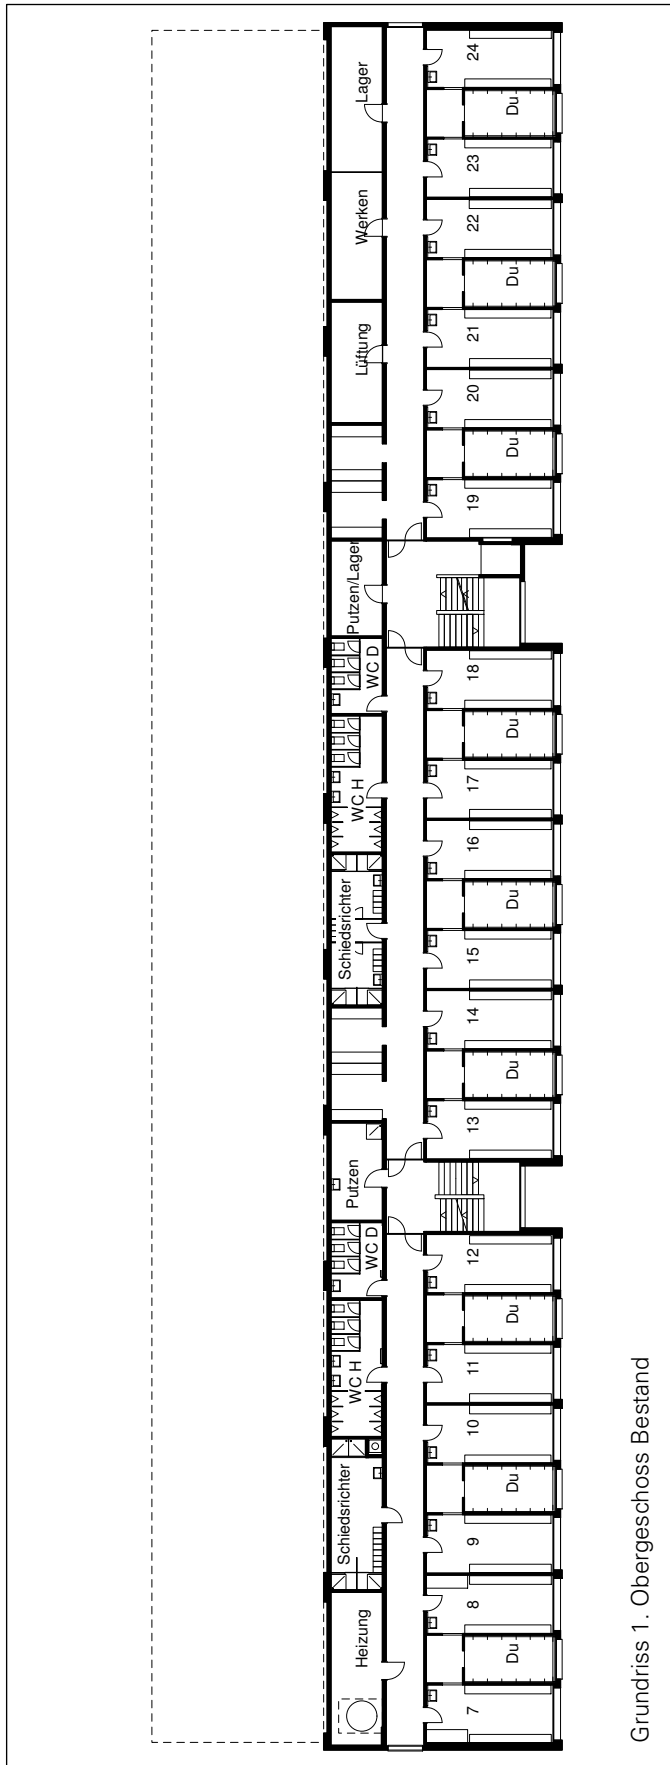 Heizung
Schiedsrichter
WC H
WC D
Putzen
Schiedsrichter
WC H
WC D
Putzen/Lager
Lüftung
Werken
Lager
7
8
9
10
11
12
13
14
15
16
17
18
19
20
21
22
23
24
Du
Du
Du
Du
Du
Du
Du
Du
Du
Grundriss 1. Obergeschoss Bestand